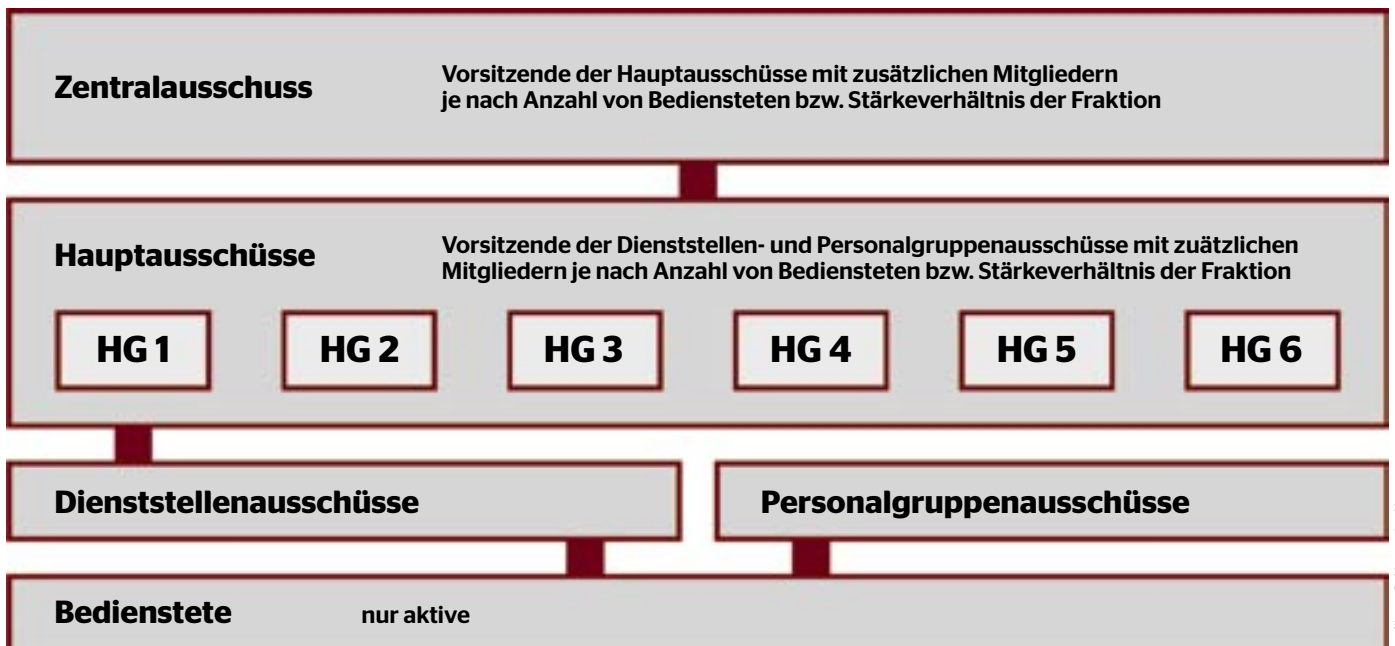 Zentralausschuss
Vorsitzende der Hauptausschüsse mit zusätzlichen Mitgliedern
je nach Anzahl von Bediensteten bzw. Stärkeverhältnis der Fraktion
Hauptausschüsse
Vorsitzende der Dienststellen- und Personalgruppenausschüsse mit zuätzlichen
Mitgliedern je nach Anzahl von Bediensteten bzw. Stärkeverhältnis der Fraktion
HG 1 HG 2 HG 3 HG 4 HG 5 HG 6
Dienststellenausschüsse Personalgruppenausschüsse
Bedienstete nur aktive